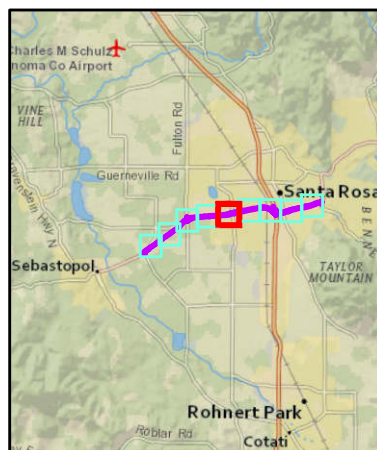 Charles M Schulz
noma Co Airport
VINE
HILL
Fulton Rd
Guerneville Rd
Santa Rosa
BENNE
Sebastopol
TAYLOR
MOUNTAIN
Rohnert Park
Roblar Rd
Cotati